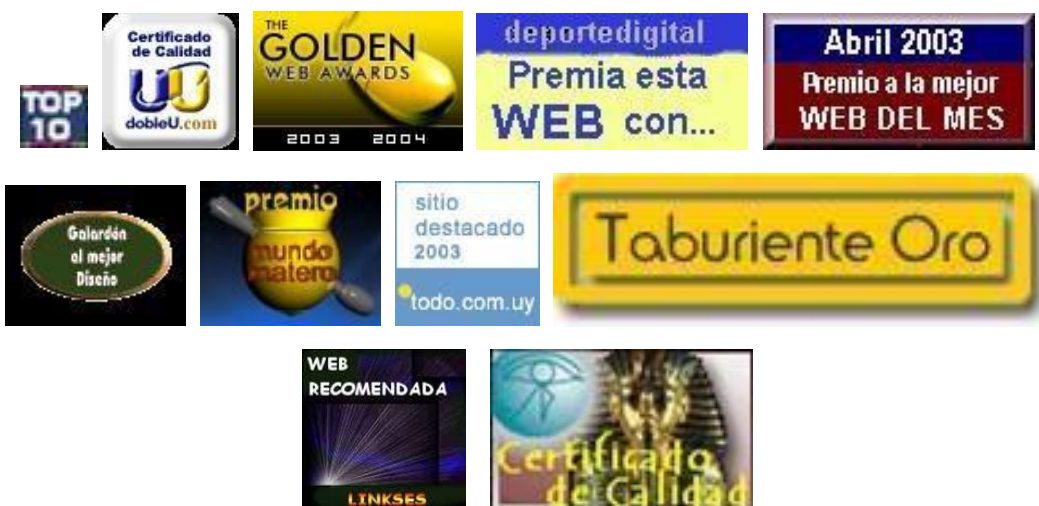 TOP
10
Certificado
de Calidad
UU
dobleU.com
THE
GOLDEN
WEB AWARDS
2003 2004
deportedigital
Premia esta
WEB con...
Abril 2003
Premio a la mejor
WEB DEL MES
Galardón
al mejor
Diseño
premio
mundo
matero
sitio
destacado
2003
todo.com.uy
Taburiente Oro
WEB
RECOMENDADA
LINKSES
Certificado
de Calidad